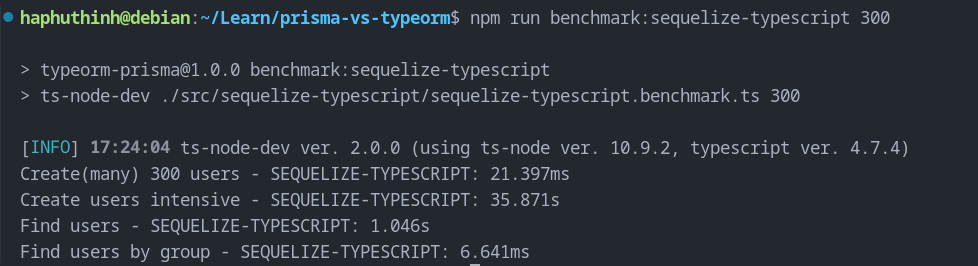 haphuthinh@debian:~/Learn/prisma-vs-typeorm$ npm run benchmark:sequelize-typescript 300
> typeorm-prisma@1.0.0 benchmark:sequelize-typescript
> ts-node-dev ./src/sequelize-typescript/sequelize-typescript.benchmark.ts 300
[INFO] 17:24:04 ts-node-dev ver. 2.0.0 (using ts-node ver. 10.9.2, typescript ver. 4.7.4)
Create(many) 300 users - SEQUELIZE-TYPESCRIPT: 21.397ms
Create users intensive - SEQUELIZE-TYPESCRIPT: 35.871s
Find users - SEQUELIZE-TYPESCRIPT: 1.046s
Find users by group - SEQUELIZE-TYPESCRIPT: 6.641ms